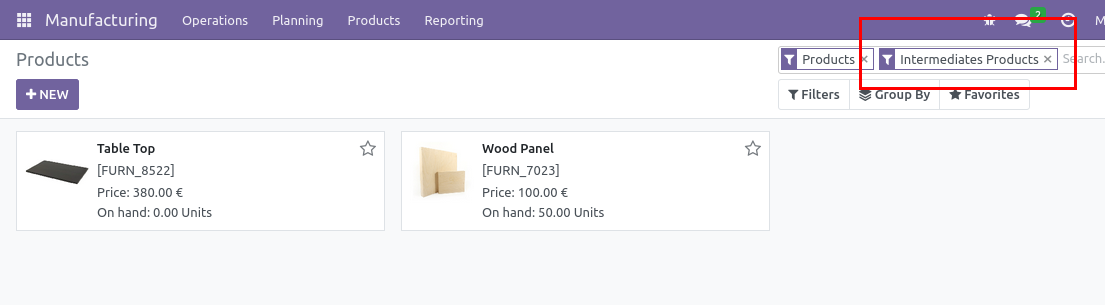 Manufacturing Operations Planning Products Reporting 2
Products
Products × Intermediates Products × Search.
+ NEW
Filters Group By Favorites
Table Top
[FURN_8522]
Price: 380.00 €
On hand: 0.00 Units
Wood Panel
[FURN_7023]
Price: 100.00 €
On hand: 50.00 Units